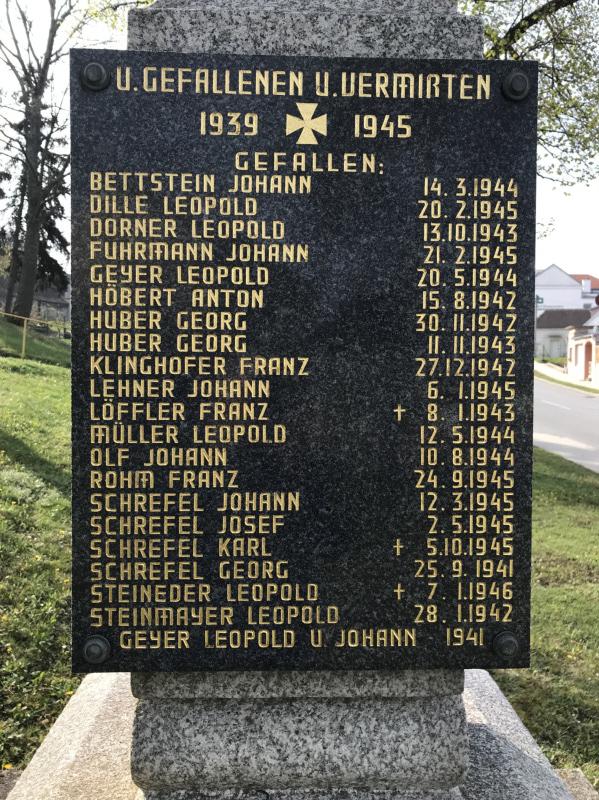 U. GEFALLENEN U. VERMIRTEN
1939 1945
GEFALLEN:
BETTSTEIN JOHANN 14. 3.1944
DILLE LEOPOLD 20. 2.1945
DORNER LEOPOLD 13.10.1943
FUHRMANN JOHANN 21. 2.1945
GEYER LEOPOLD 20. 5.1944
HÖBERT ANTON 15. 8.1942
HUBER GEORG 30.11.1942
HUBER GEORG 11.11.1943
KLINGHOFER FRANZ 27.12.1942
LEHNER JOHANN 6. 1.1945
LÖFFLER FRANZ † 8. 1.1943
MÜLLER LEOPOLD 12. 5.1944
OLF JOHANN 10. 8.1944
ROHM FRANZ 24. 9.1945
SCHREFEL JOHANN 12. 3.1945
SCHREFEL JOSEF 2. 5.1945
SCHREFEL KARL † 5.10.1945
SCHREFEL GEORG 25. 9.1941
STEINEDER LEOPOLD † 7. 1.1946
STEINMAYER LEOPOLD 28. 1.1942
GEYER LEOPOLD U. JOHANN 1941